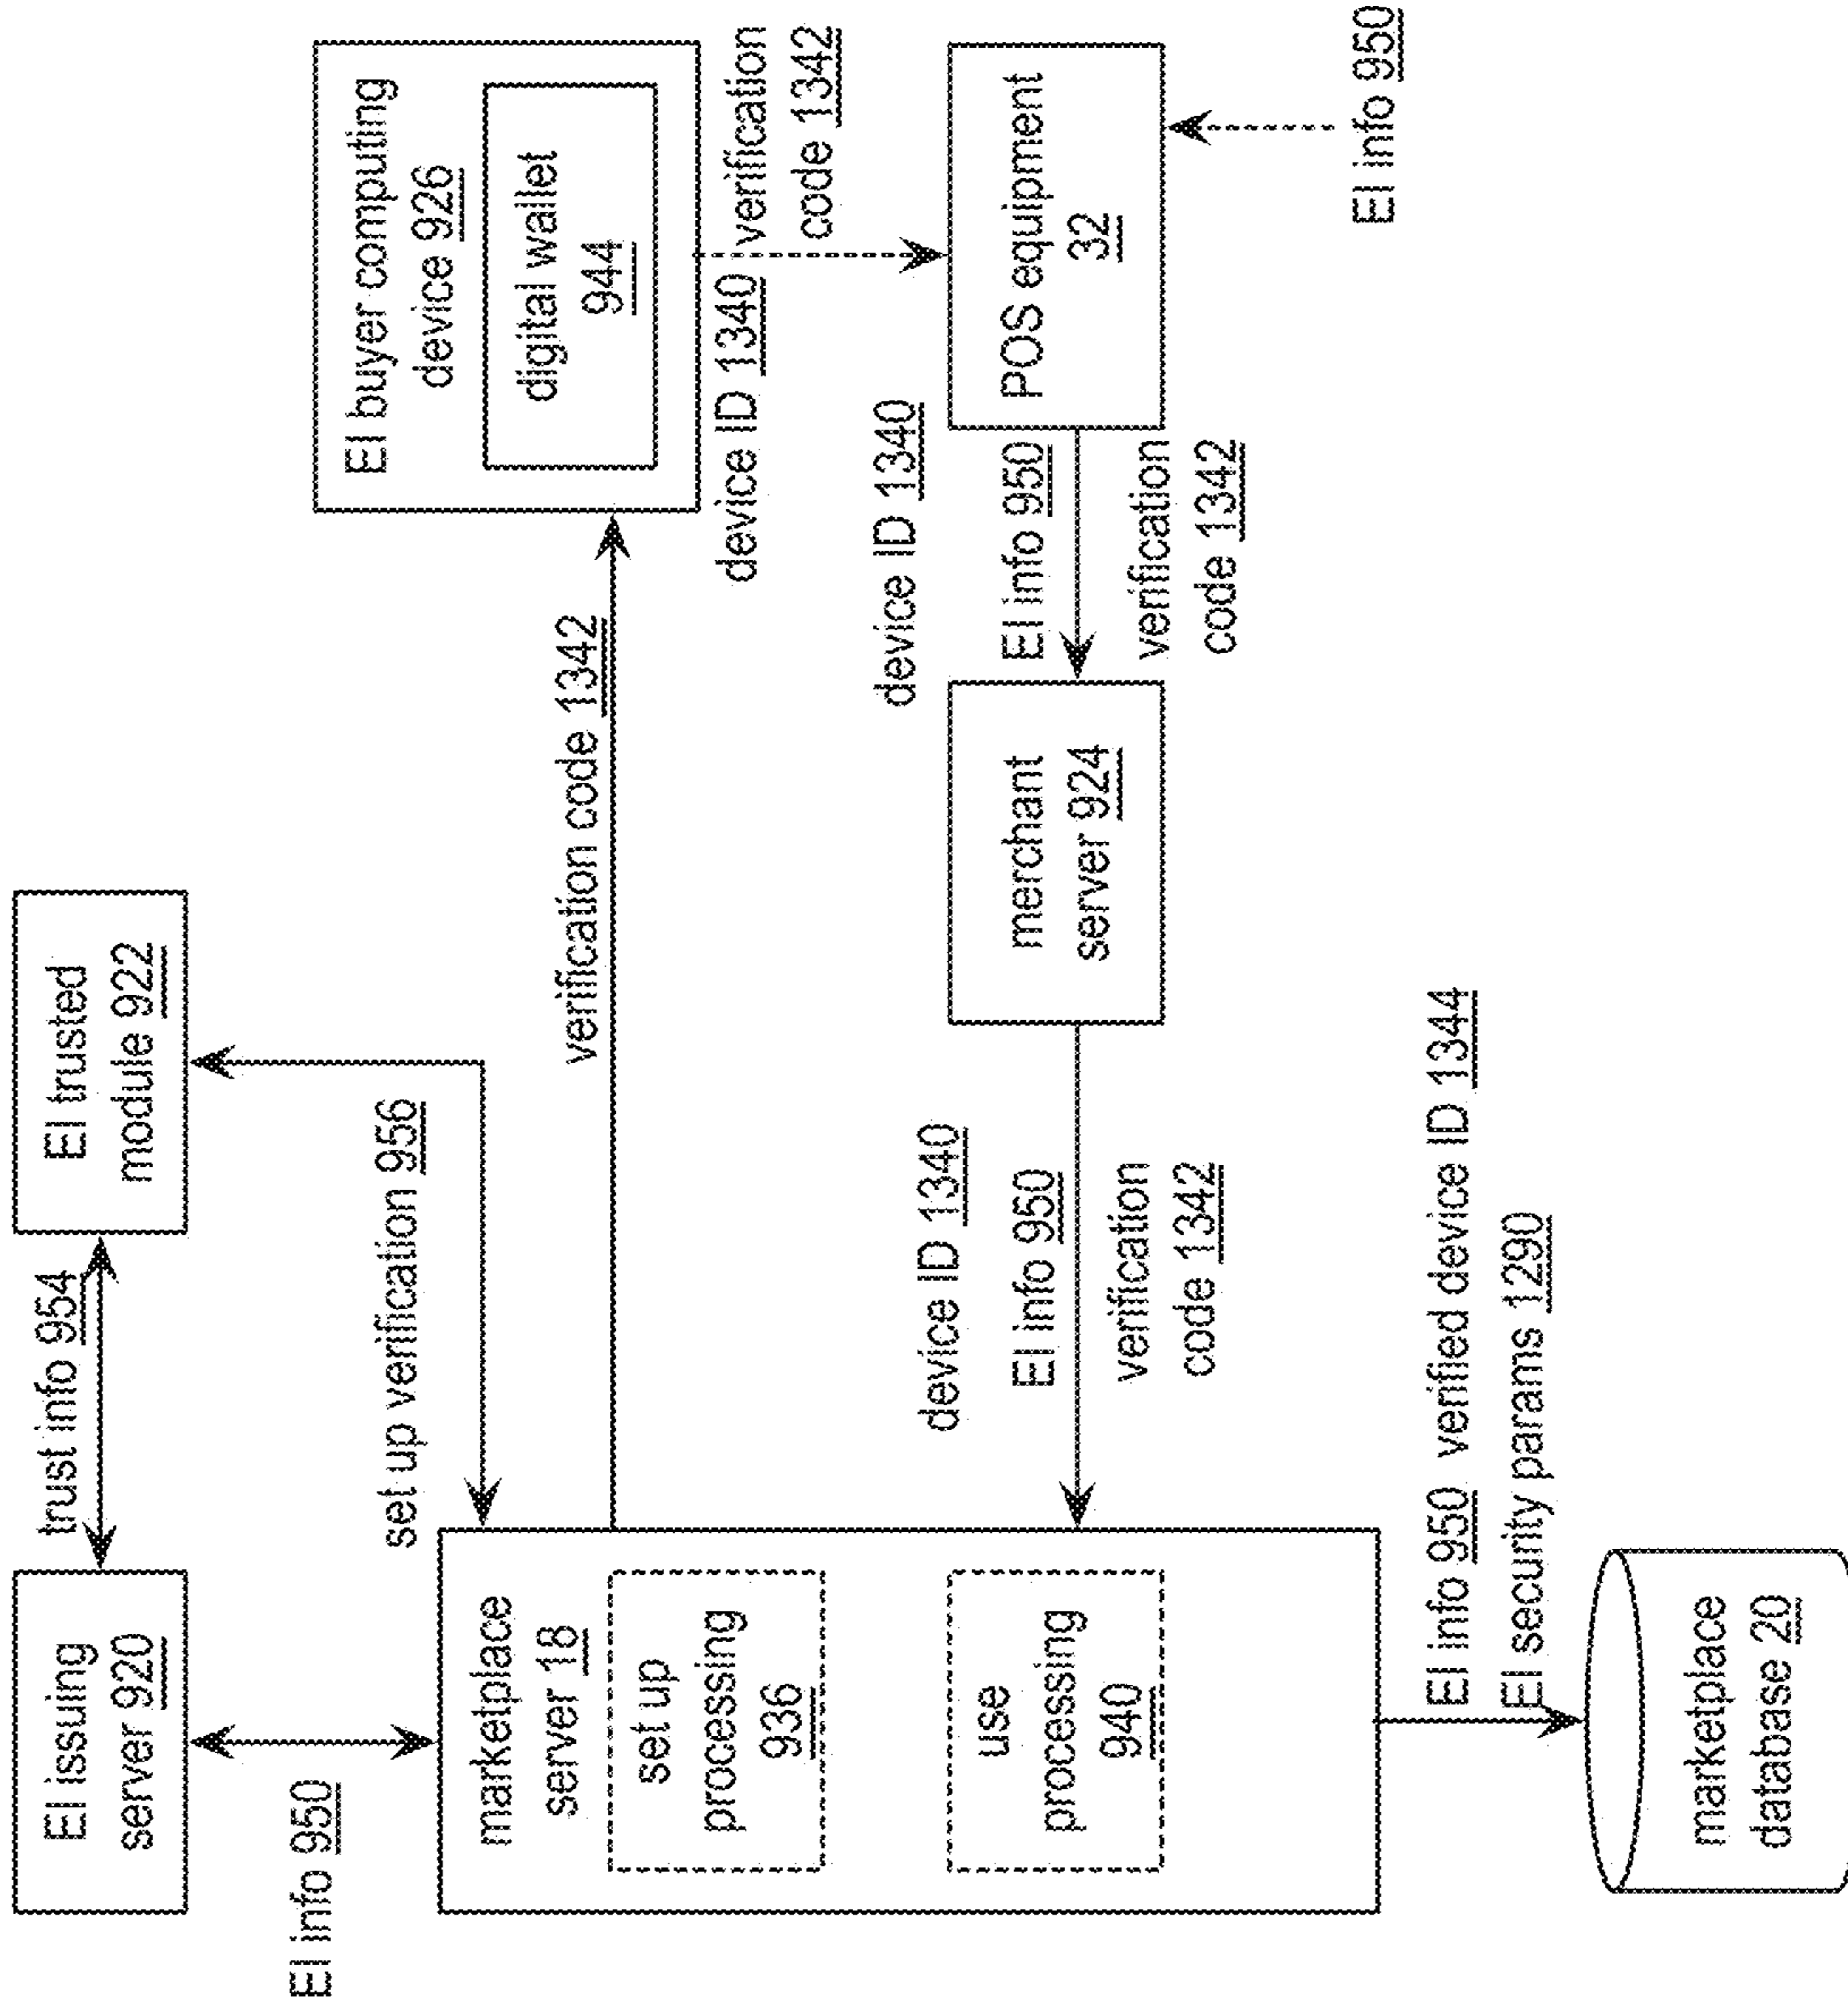 EI issuing
server 920
trust info 954
EI trusted
module 922
EI info 950
set up verification 956
marketplace
server 18
set up
processing
936
use
processing
940
verification code 1342
EI buyer computing
device 926
digital wallet
944
device ID 1340
verification
code 1342
device ID 1340
EI info 950
verification
code 1342
merchant
server 924
device ID 1340
EI info 950
verification
code 1342
POS equipment
32
EI info 950
EI info 950 verified device ID 1344
EI security params 1290
marketplace
database 20